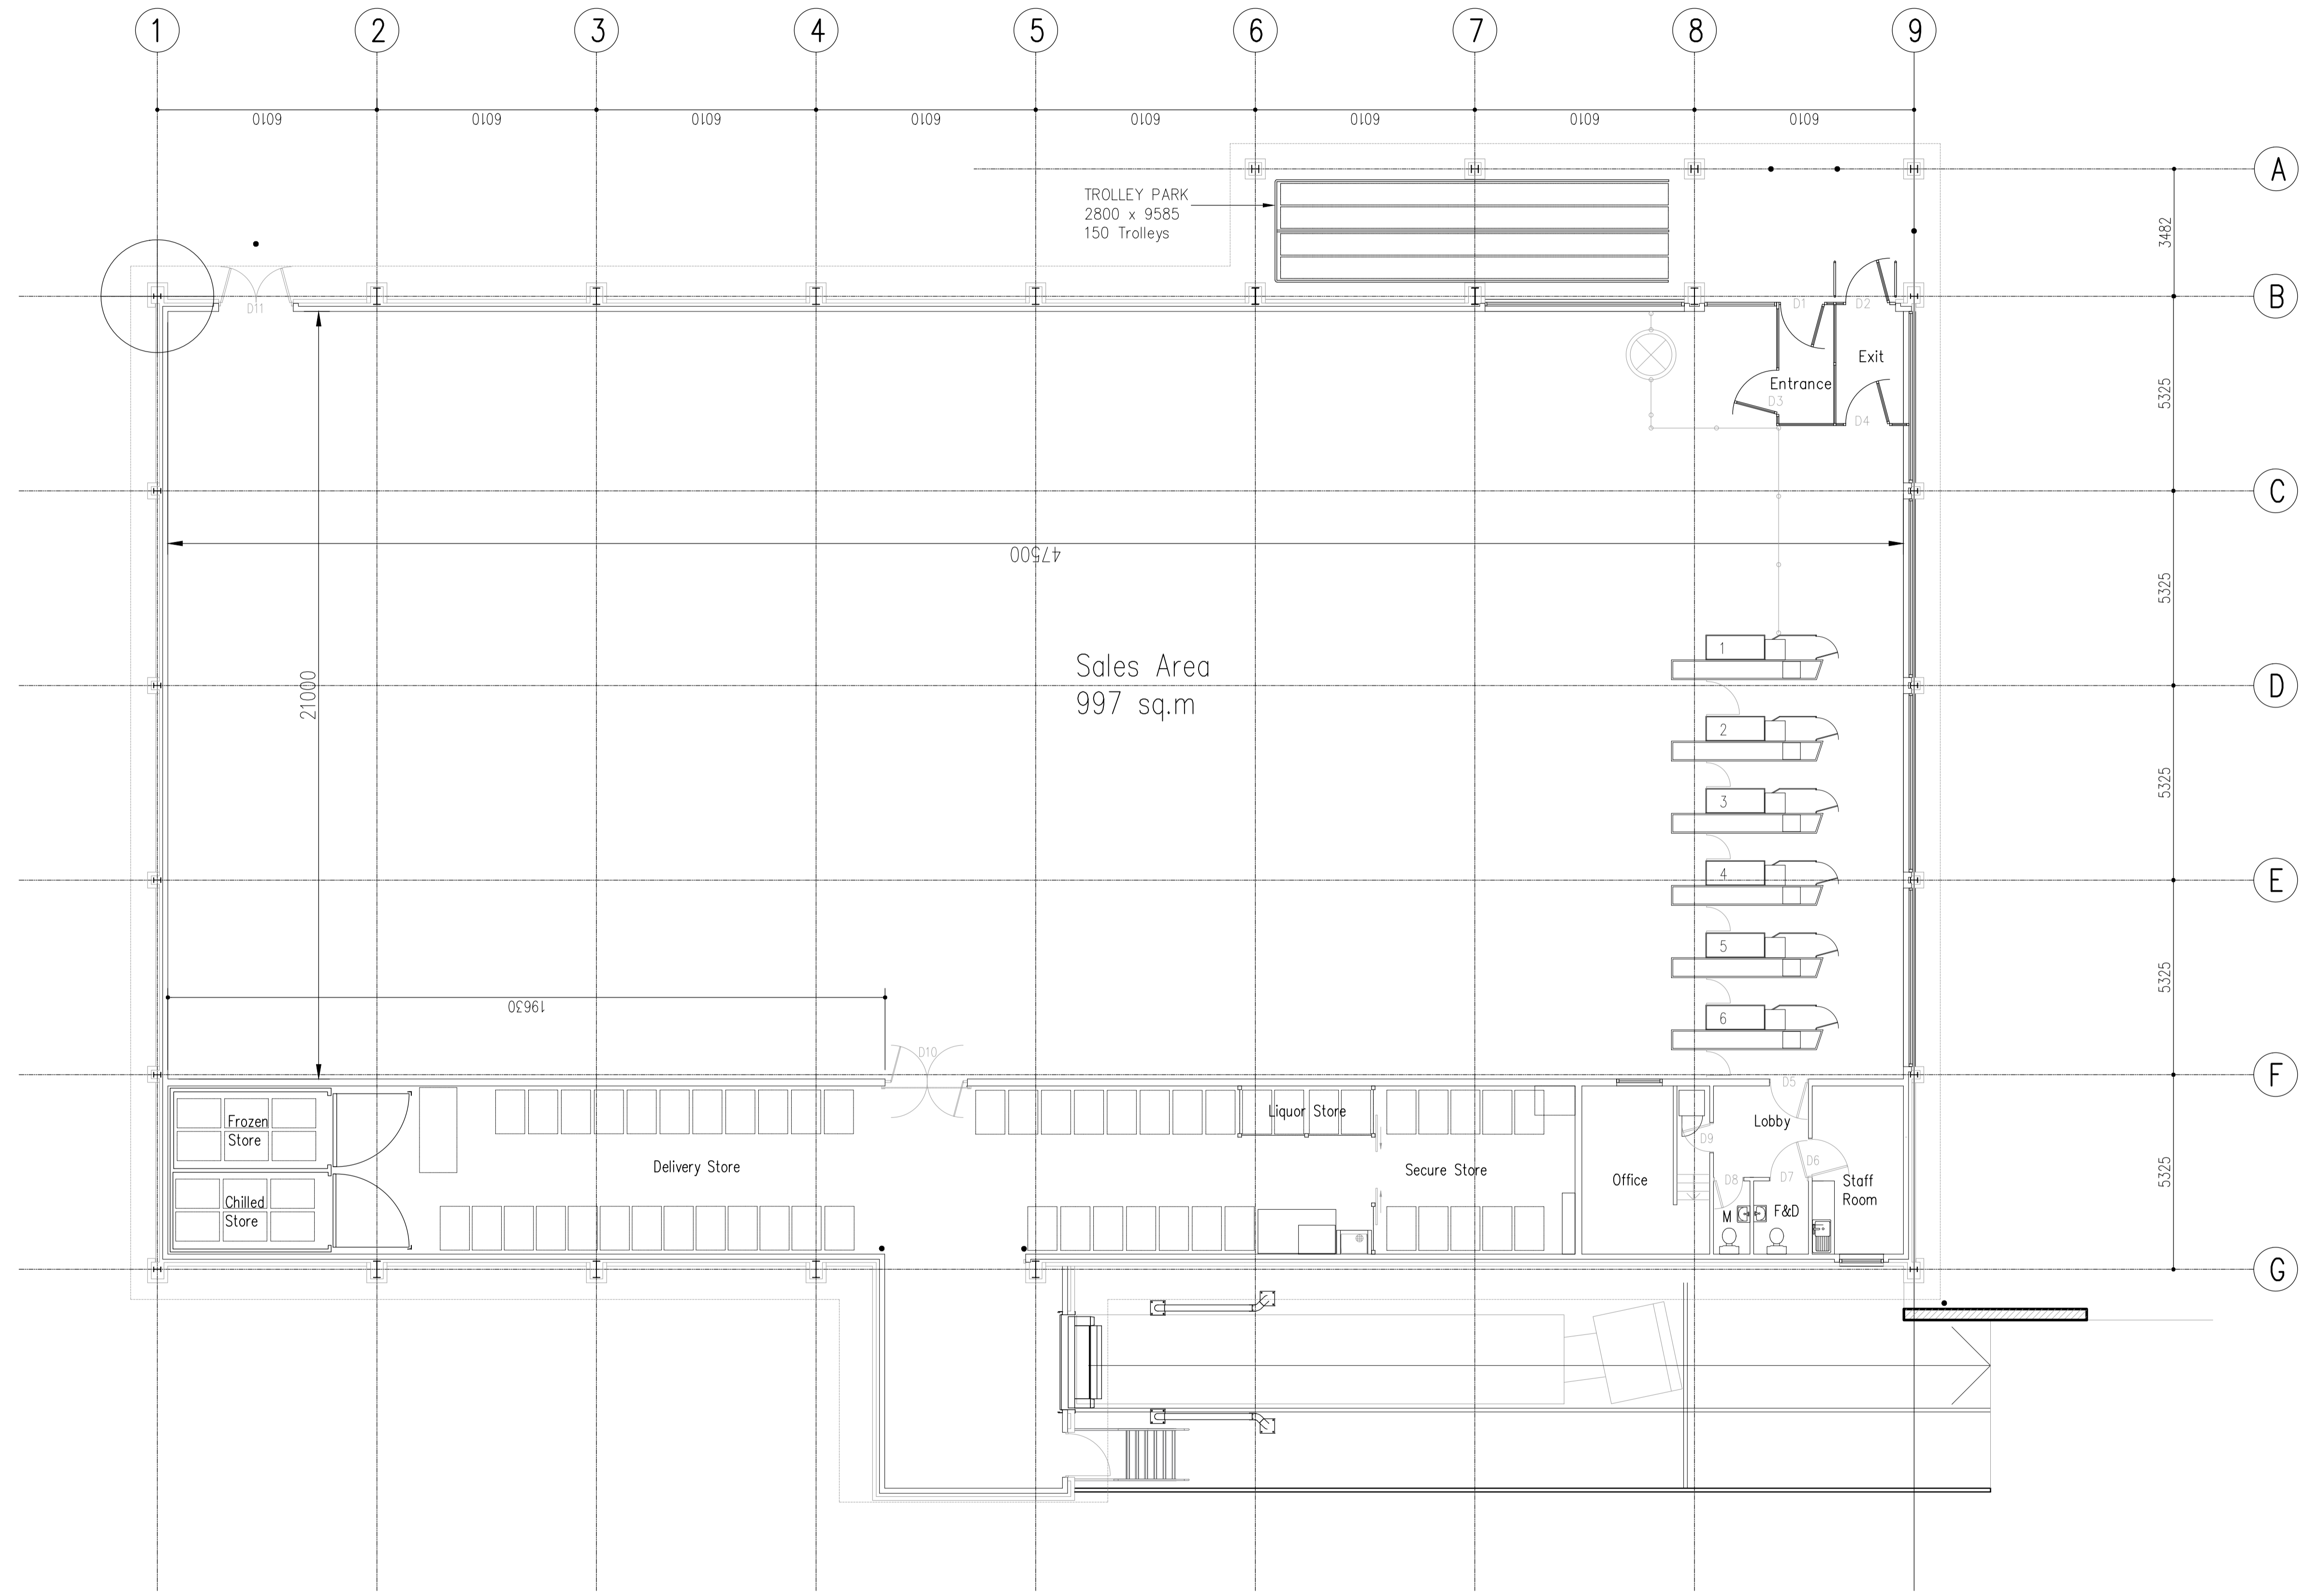 1 2 3 4 5 6 7 8 9
6010 6010 6010 6010 6010 6010 6010 6010
A
TROLLEY PARK
2800 x 9585
150 Trolleys
3482
B
D11
D1 D2
Exit
Entrance
D3
D4
5325
C
47500
5325
1
Sales Area
997 sq.m
21000
D
2
5325
3
4
E
5
5325
19630
6
D10
F
D5
Frozen
Store
Liquor Store
Lobby
D9
Delivery Store
Secure Store
Office
D6
D7
D8
Staff
Room
5325
Chilled
Store
M
F&D
G